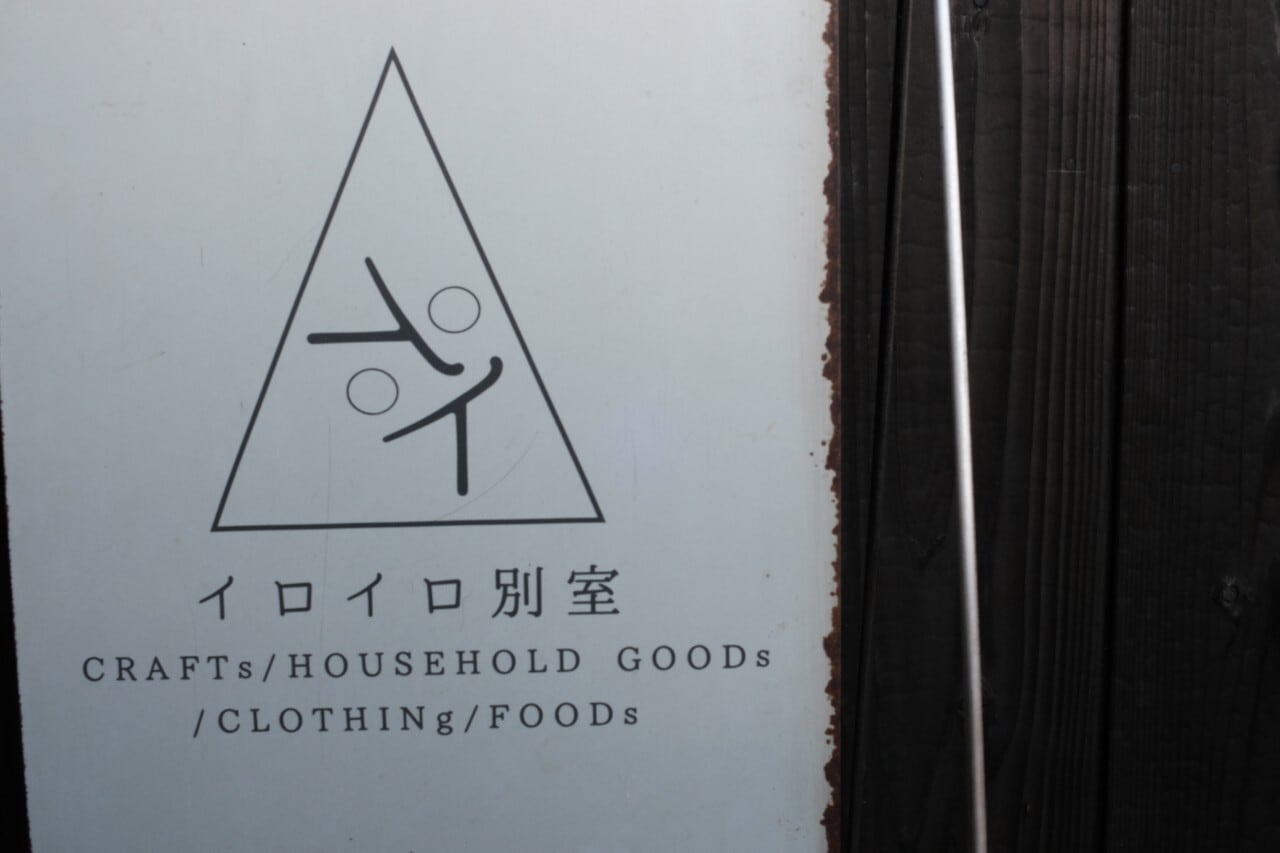 イロイロ別室
CRAFTs/HOUSEHOLD GOODs
/CLOTHINg/FOODs